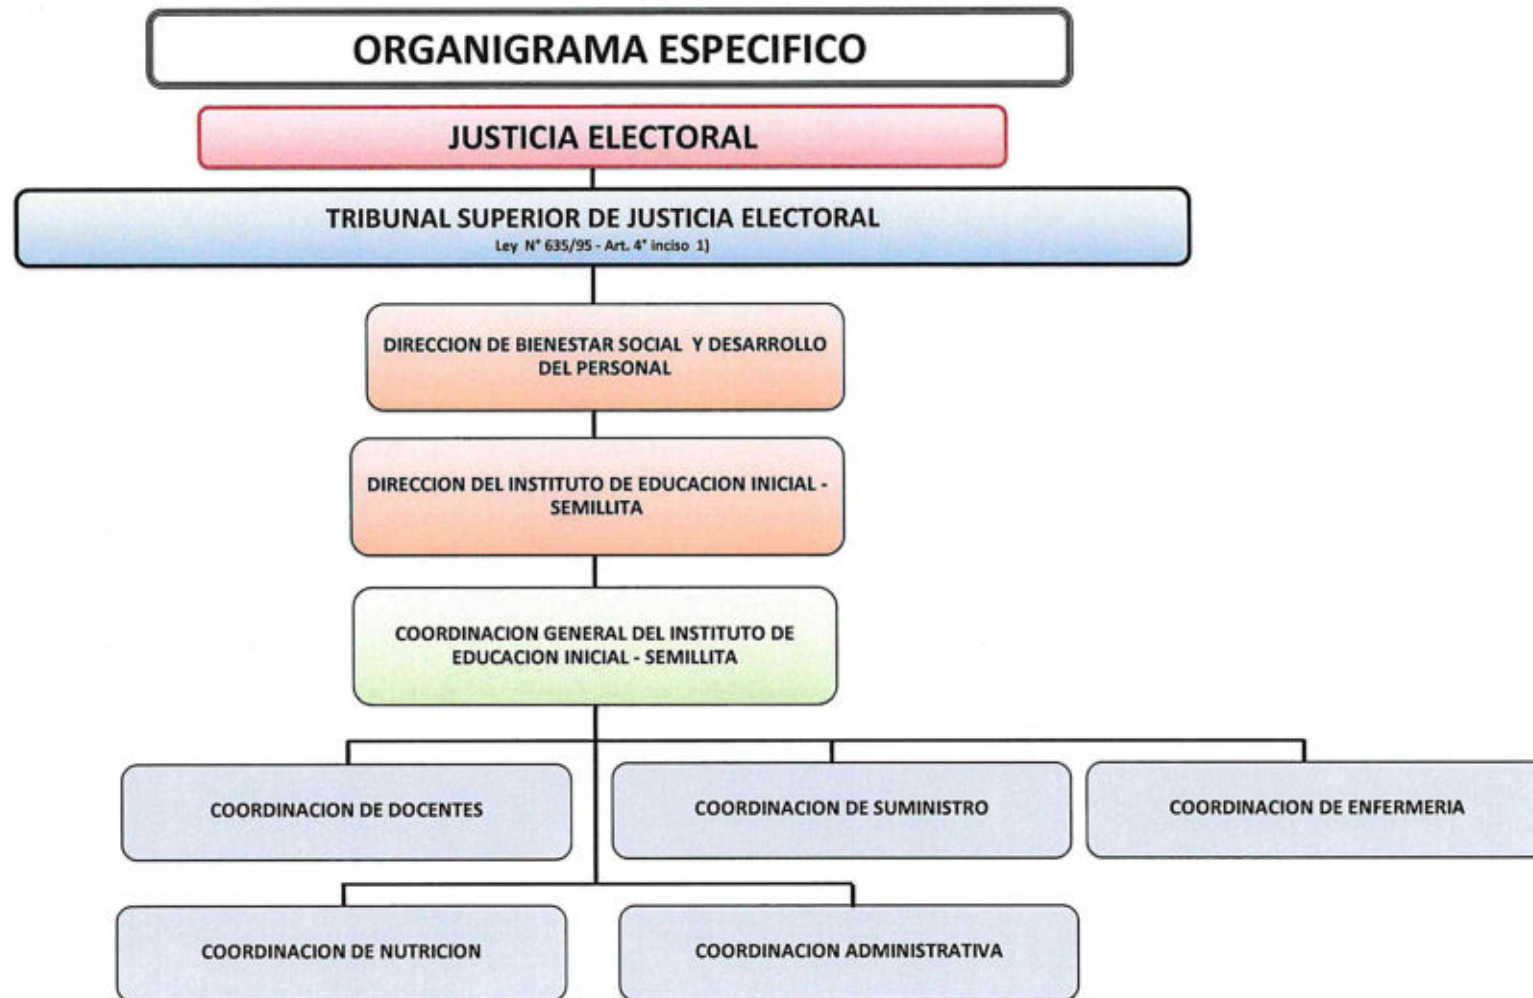 ORGANIGRAMA ESPECIFICO
JUSTICIA ELECTORAL
TRIBUNAL SUPERIOR DE JUSTICIA ELECTORAL
Ley N° 635/95 - Art. 4° inciso 1)
DIRECCION DE BIENESTAR SOCIAL Y DESARROLLO
DEL PERSONAL
DIRECCION DEL INSTITUTO DE EDUCACION INICIAL -
SEMILLITA
COORDINACION GENERAL DEL INSTITUTO DE
EDUCACION INICIAL - SEMILLITA
COORDINACION DE DOCENTES
COORDINACION DE SUMINISTRO
COORDINACION DE ENFERMERIA
COORDINACION DE NUTRICION
COORDINACION ADMINISTRATIVA